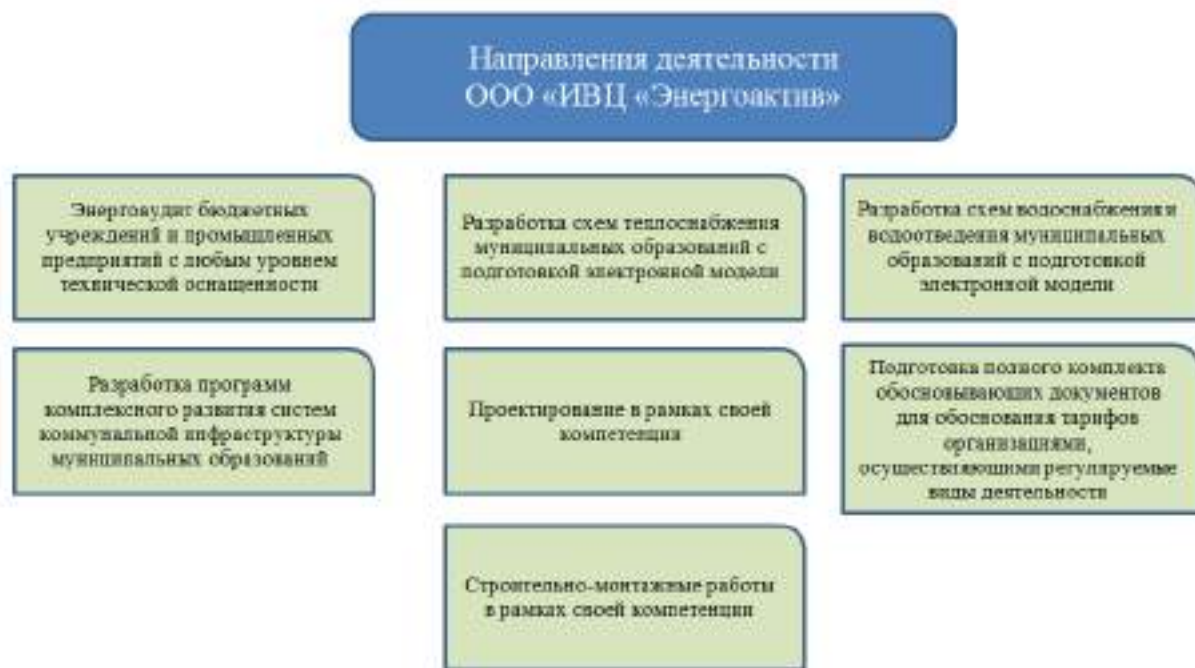 Направления деятельности
ООО «ИВЦ «Энергоактив»
Энергоаудит бюджетных
учреждений и промышленных
предприятий с любым уровнем
технической оснащенности
Разработка схем теплоснабжения
муниципальных образований с
подготовкой электронной модели
Разработка схем водоснабжения и
водоотведения муниципальных
образований с подготовкой
электронной модели
Разработка программ
комплексного развития систем
коммунальной инфраструктуры
муниципальных образований
Проектирование в рамках своей
компетенции
Подготовка полного комплекта
обосновывающих документов
для обоснования тарифов
организациями,
осуществляющими регулируемые
виды деятельности
Строительно-монтажные работы
в рамках своей компетенции